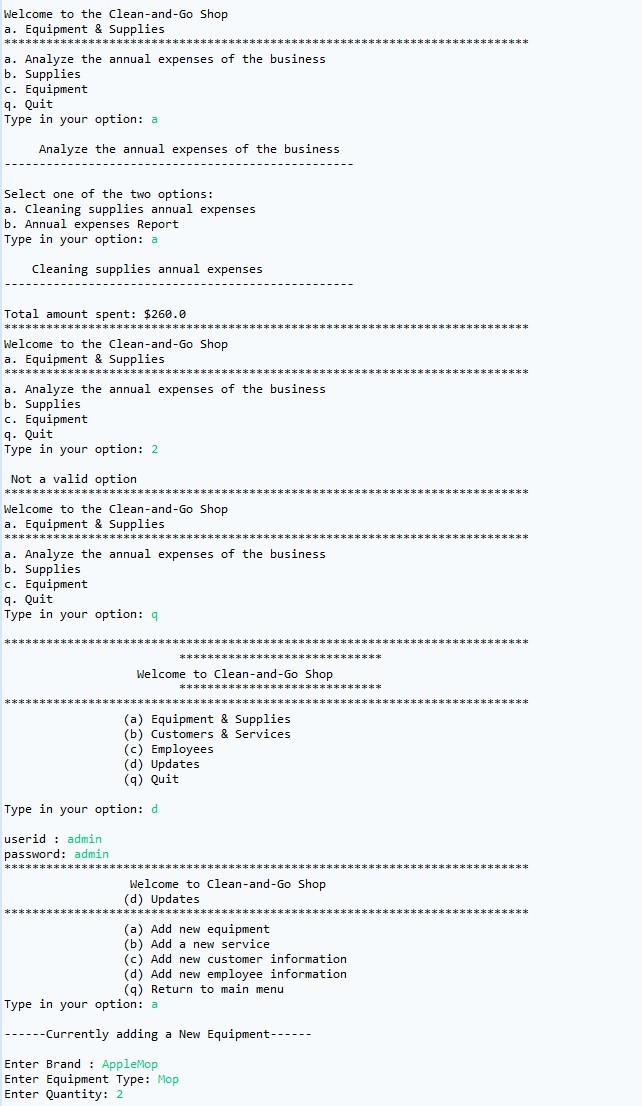 Welcome to the Clean-and-Go Shop
a. Equipment & Supplies
***************************************************************************
a. Analyze the annual expenses of the business
b. Supplies
c. Equipment
q. Quit
Type in your option: a
Analyze the annual expenses of the business
--------------------------------------------------
Select one of the two options:
a. Cleaning supplies annual expenses
b. Annual expenses Report
Type in your option: a
Cleaning supplies annual expenses
--------------------------------------------------
Total amount spent: $260.0
***************************************************************************
Welcome to the Clean-and-Go Shop
a. Equipment & Supplies
***************************************************************************
a. Analyze the annual expenses of the business
b. Supplies
c. Equipment
q. Quit
Type in your option: 2
Not a valid option
***************************************************************************
Welcome to the Clean-and-Go Shop
a. Equipment & Supplies
***************************************************************************
a. Analyze the annual expenses of the business
b. Supplies
c. Equipment
q. Quit
Type in your option: q
***************************************************************************
*****************************
Welcome to Clean-and-Go Shop
*****************************
***************************************************************************
(a) Equipment & Supplies
(b) Customers & Services
(c) Employees
(d) Updates
(q) Quit
Type in your option: d
userid : admin
password: admin
***************************************************************************
Welcome to Clean-and-Go Shop
(d) Updates
***************************************************************************
(a) Add new equipment
(b) Add a new service
(c) Add new customer information
(d) Add new employee information
(q) Return to main menu
Type in your option: a
------Currently adding a New Equipment------
Enter Brand : AppleMop
Enter Equipment Type: Mop
Enter Quantity: 2